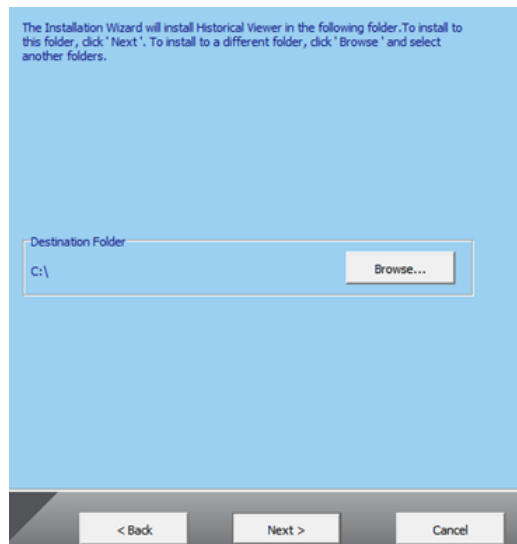 The Installation Wizard will install Historical Viewer in the following folder.To install to
this folder, click ' Next '. To install to a different folder, click ' Browse ' and select
another folders.
Destination Folder
C:\
Browse...
< Back
Next >
Cancel